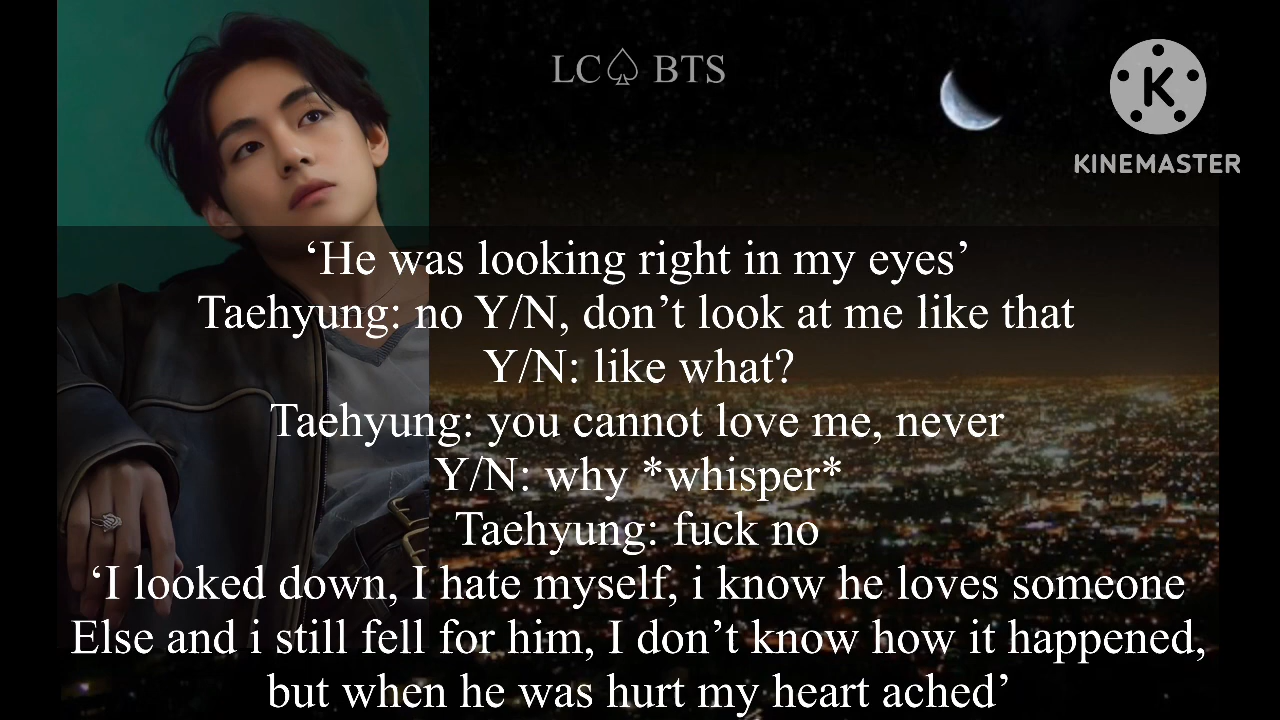 LC♤ BTS
K
KINEMASTER
‘He was looking right in my eyes’
Taehyung: no Y/N, don’t look at me like that
Y/N: like what?
Taehyung: you cannot love me, never
Y/N: why *whisper*
Taehyung: fuck no
‘I looked down, I hate myself, i know he loves someone
Else and i still fell for him, I don’t know how it happened,
but when he was hurt my heart ached’